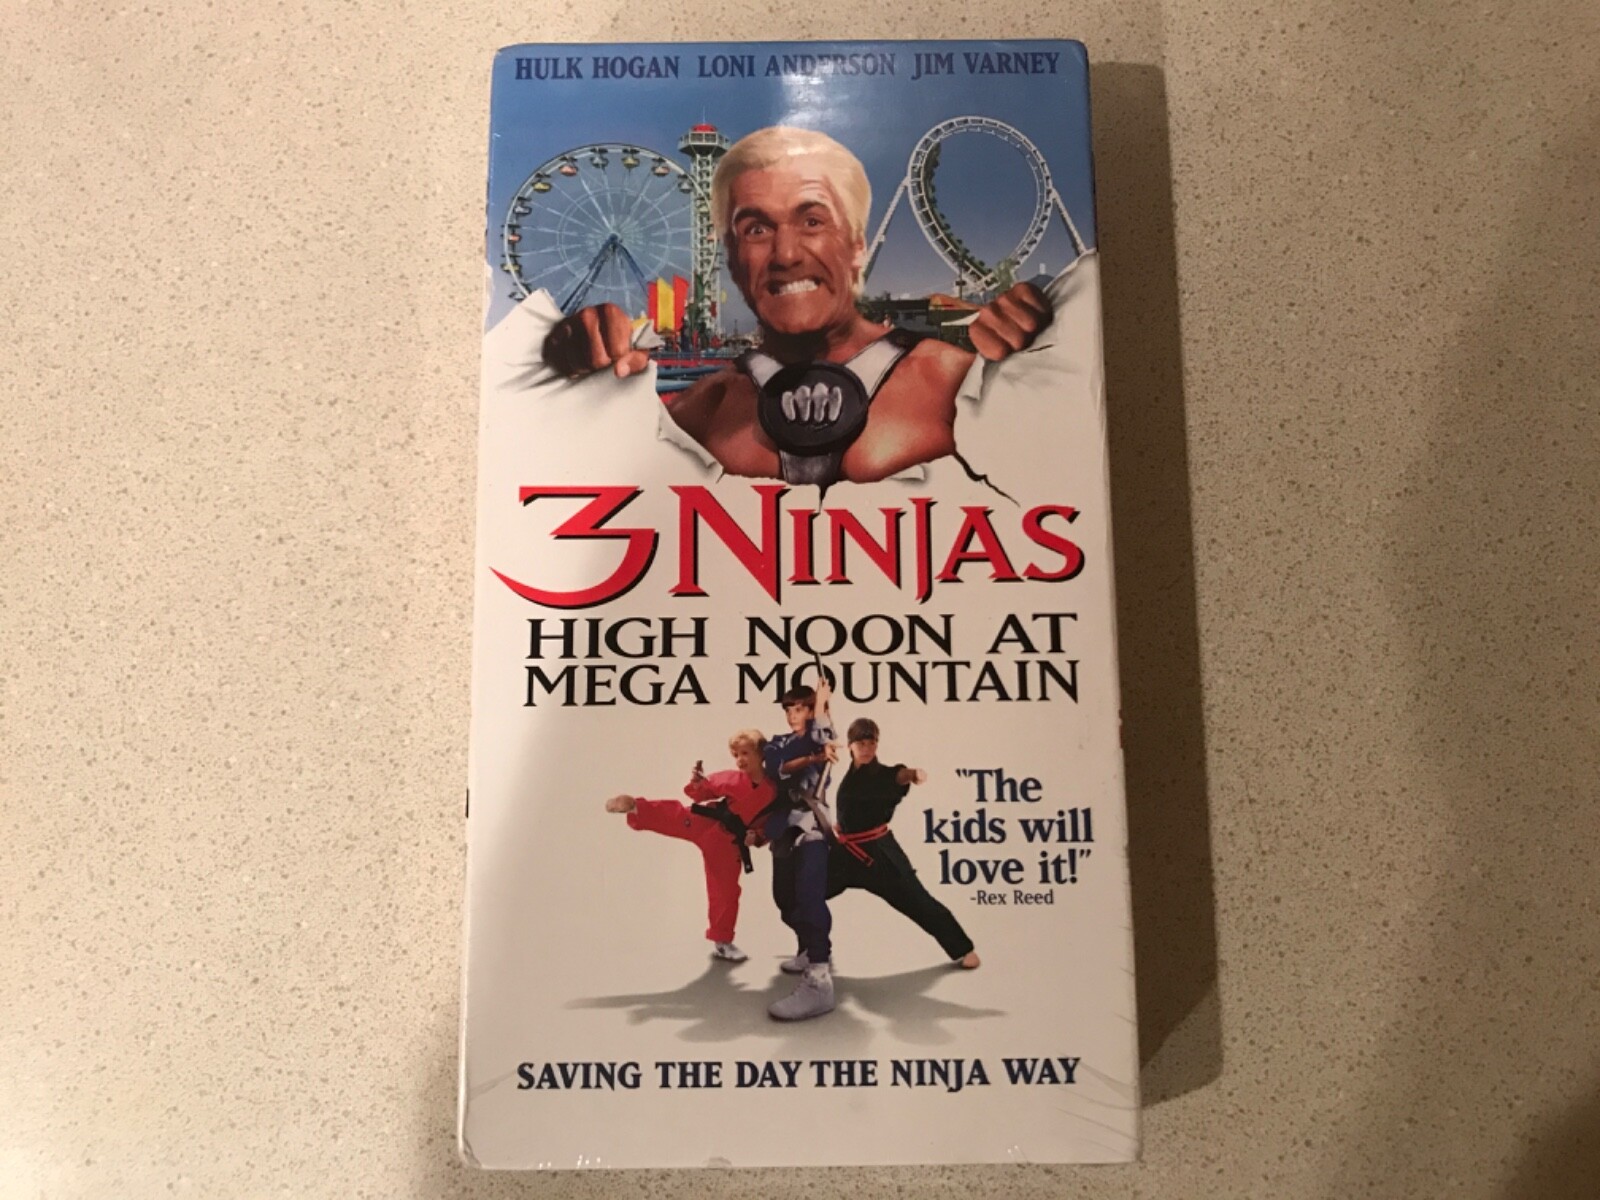 HULK HOGAN LONI ANDERSON JIM VARNEY
3 NINJAS
HIGH NOON AT
MEGA MOUNTAIN
"The
kids will
love it!"
-Rex Reed
SAVING THE DAY THE NINJA WAY